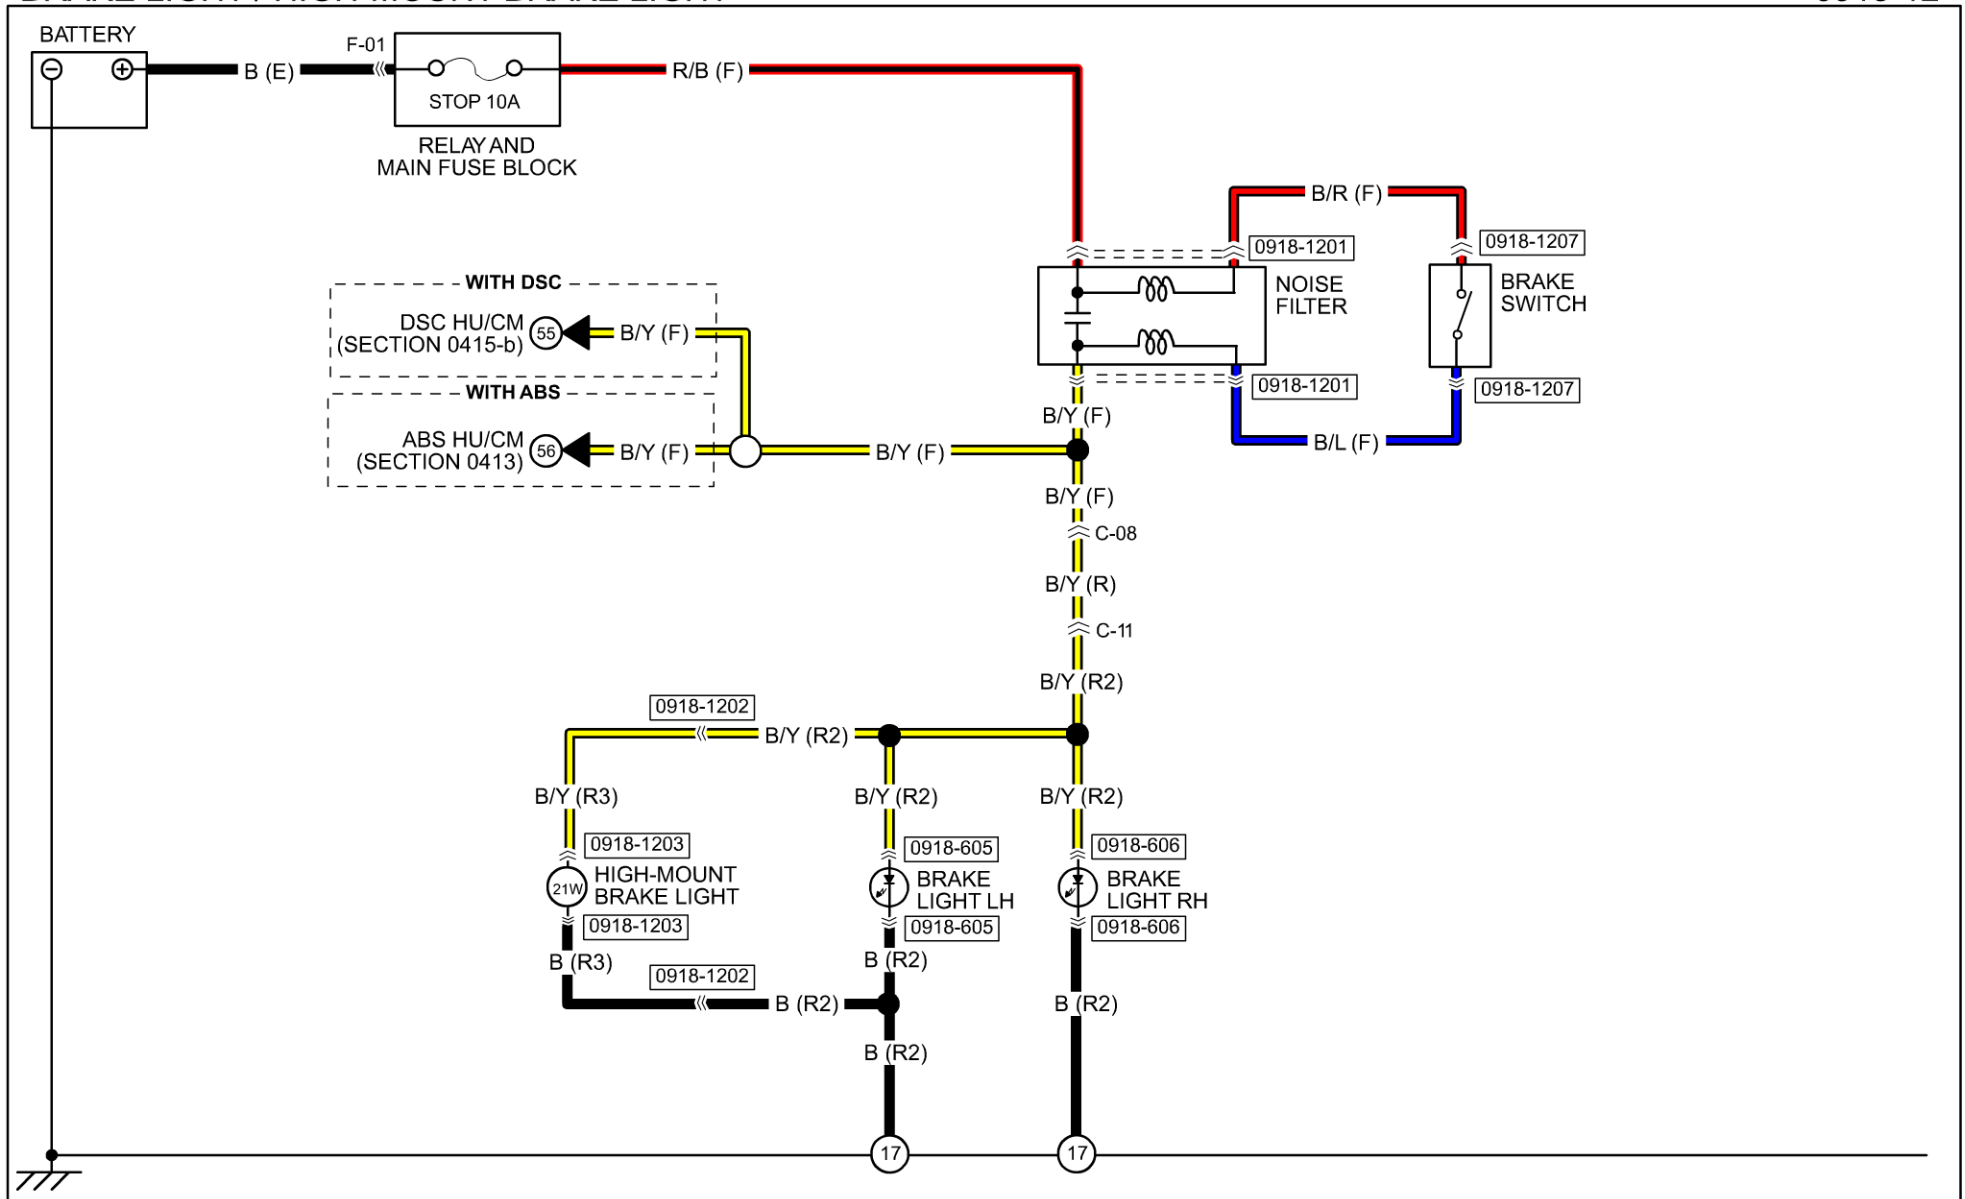 BATTERY
F-01
B (E)
R/B (F)
STOP 10A
RELAY AND
MAIN FUSE BLOCK
B/R (F)
0918-1201
0918-1207
NOISE
FILTER
BRAKE
SWITCH
WITH DSC
DSC HU/CM
(SECTION 0415-b)
55
B/Y (F)
0918-1201
0918-1207
WITH ABS
B/Y (F)
B/L (F)
ABS HU/CM
(SECTION 0413)
56
B/Y (F)
B/Y (F)
B/Y (F)
C-08
B/Y (R)
C-11
B/Y (R2)
0918-1202
B/Y (R2)
B/Y (R3)
B/Y (R2)
B/Y (R2)
0918-1203
0918-605
0918-606
21W
HIGH-MOUNT
BRAKE LIGHT
BRAKE
LIGHT LH
BRAKE
LIGHT RH
0918-1203
0918-605
0918-606
B (R3)
B (R2)
0918-1202
B (R2)
B (R2)
B (R2)
17
17